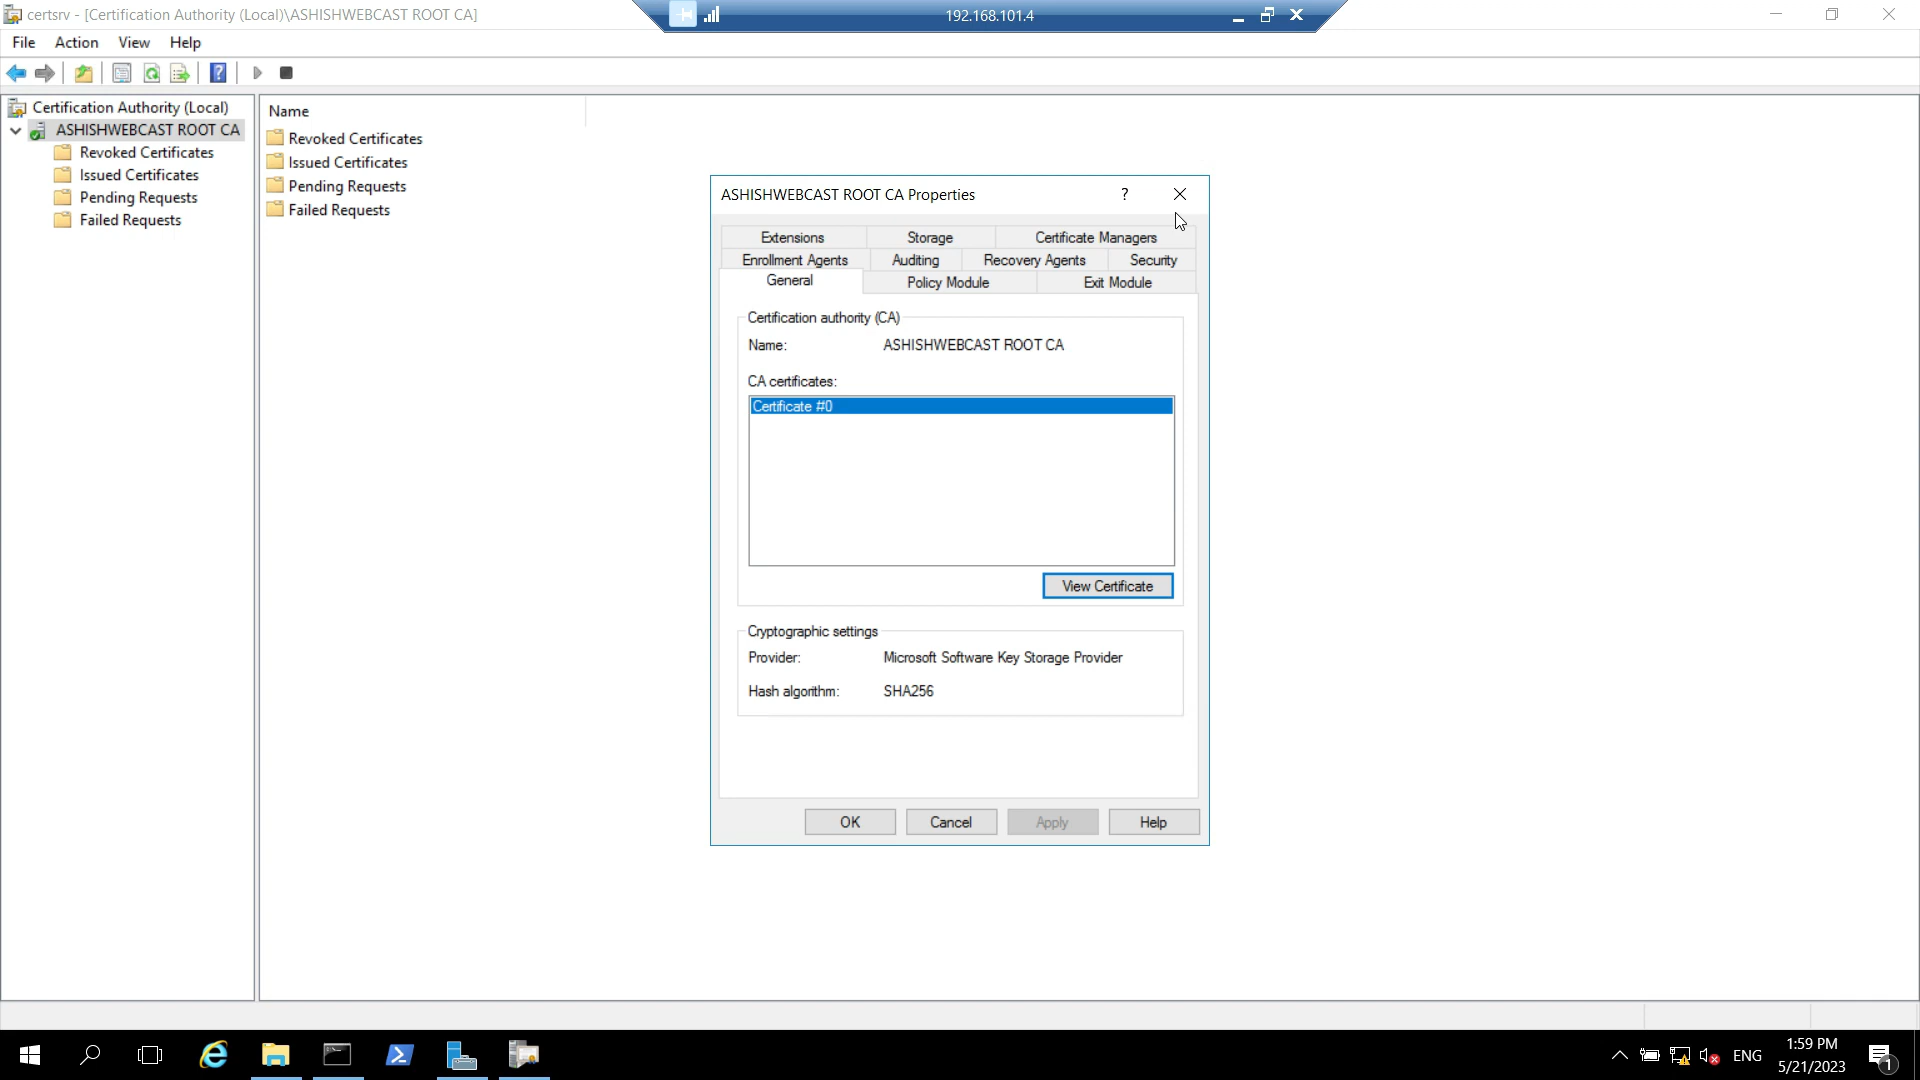 certsrv - [Certification Authority (Local)\ASHISHWEBCAST ROOT CA]
192.168.101.4
File Action View Help
Certification Authority (Local)
ASHISHWEBCAST ROOT CA
Revoked Certificates
Issued Certificates
Pending Requests
Failed Requests
Name
Revoked Certificates
Issued Certificates
Pending Requests
Failed Requests
ASHISHWEBCAST ROOT CA Properties
Extensions Storage Certificate Managers
Enrollment Agents Auditing Recovery Agents Security
General Policy Module Exit Module
Certification authority (CA)
Name: ASHISHWEBCAST ROOT CA
CA certificates:
Certificate #0
View Certificate
Cryptographic settings
Provider: Microsoft Software Key Storage Provider
Hash algorithm: SHA256
OK Cancel Apply Help
ENG
1:59 PM
5/21/2023
1